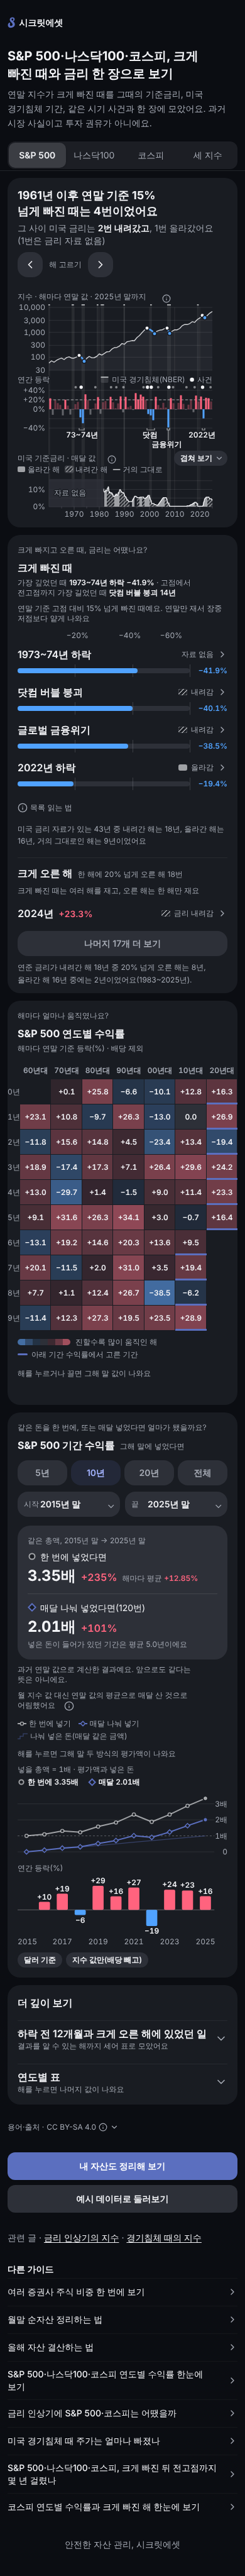 시크릿에셋
S&P 500·나스닥100·코스피, 크게
빠진 때와 금리 한 장으로 보기
연말 지수가 크게 빠진 때를 그때의 기준금리, 미국
경기침체 기간, 같은 시기 사건과 한 장에 모았어요. 과거
시장 사실이고 투자 권유가 아니에요.
S&P 500 나스닥100 코스피 세 지수
1961년 이후 연말 기준 15%
넘게 빠진 때는 4번이었어요
그 사이 미국 금리는 2번 내려갔고, 1번 올라갔어요
(1번은 금리 자료 없음)
해 고르기
지수 · 해마다 연말 값 · 2025년 말까지
10,000
3,000
1,000
300
100
30
연간 등락 미국 경기침체(NBER) 사건
+40%
+20%
0%
−40%
73~74년 닷컴 2022년
금융위기
미국 기준금리 · 매달 값 겹쳐 보기
올라간 해 내려간 해 거의 그대로
10%
자료 없음
0%
1970 1980 1990 2000 2010 2020
크게 빠지고 오른 때, 금리는 어땠나요?
크게 빠진 때
가장 깊었던 때 1973~74년 하락 −41.9% · 고점에서
전고점까지 가장 길었던 때 닷컴 버블 붕괴 14년
연말 기준 고점 대비 15% 넘게 빠진 때예요. 연말만 재서 장중
저점보다 얕게 나와요
−20% −40% −60%
1973~74년 하락 자료 없음
−41.9%
닷컴 버블 붕괴 내려감
−40.1%
글로벌 금융위기 내려감
−38.5%
2022년 하락 올라감
−19.4%
목록 읽는 법
미국 금리 자료가 있는 43년 중 내려간 해는 18년, 올라간 해는
16년, 거의 그대로인 해는 9년이었어요
크게 오른 해 한 해에 20% 넘게 오른 해 18번
크게 빠진 때는 여러 해를 재고, 오른 해는 한 해만 재요
2024년 +23.3% 금리 내려감
나머지 17개 더 보기
연준 금리가 내려간 해 18년 중 20% 넘게 오른 해는 8년,
올라간 해 16년 중에는 2년이었어요(1983~2025년).
해마다 얼마나 움직였나요?
S&P 500 연도별 수익률
해마다 연말 기준 등락(%) · 배당 제외
60년대 70년대 80년대 90년대 00년대 10년대 20년대
0년 +0.1 +25.8 −6.6 −10.1 +12.8 +16.3
1년 +23.1 +10.8 −9.7 +26.3 −13.0 0.0 +26.9
2년 −11.8 +15.6 +14.8 +4.5 −23.4 +13.4 −19.4
3년 +18.9 −17.4 +17.3 +7.1 +26.4 +29.6 +24.2
4년 +13.0 −29.7 +1.4 −1.5 +9.0 +11.4 +23.3
5년 +9.1 +31.6 +26.3 +34.1 +3.0 −0.7 +16.4
6년 −13.1 +19.2 +14.6 +20.3 +13.6 +9.5
7년 +20.1 −11.5 +2.0 +31.0 +3.5 +19.4
8년 +7.7 +1.1 +12.4 +26.7 −38.5 −6.2
9년 −11.4 +12.3 +27.3 +19.5 +23.5 +28.9
진할수록 많이 움직인 해
아래 기간 수익률에서 고른 기간
해를 누르거나 끌면 그해 말 값이 나와요
같은 돈을 한 번에, 또는 매달 넣었다면 얼마가 됐을까요?
S&P 500 기간 수익률 그해 말에 넣었다면
5년 10년 20년 전체
시작 2015년 말 끝 2025년 말
같은 총액, 2015년 말 → 2025년 말
한 번에 넣었다면
3.35배 +235% 해마다 평균 +12.85%
매달 나눠 넣었다면(120번)
2.01배 +101%
넣은 돈이 들어가 있던 기간은 평균 5.0년이에요
과거 연말 값으로 계산한 결과예요. 앞으로도 같다는
뜻은 아니에요.
월 지수 값 대신 연말 값의 평균으로 매달 산 것으로
어림했어요
한 번에 넣기 매달 나눠 넣기
나눠 넣은 돈(매달 같은 금액)
해를 누르면 그해 말 두 방식의 평가액이 나와요
넣을 총액 = 1배 · 평가액과 넣은 돈
한 번에 3.35배 매달 2.01배
3배
2배
1배
0
연간 등락(%)
+10 +19 −6 +29 +16 +27 −19 +24 +23 +16
2015 2017 2019 2021 2023 2025
달러 기준 지수 값만(배당 빼고)
더 깊이 보기
하락 전 12개월과 크게 오른 해에 있었던 일
결과를 알 수 있는 해까지 세어 표로 모았어요
연도별 표
해를 누르면 나머지 값이 나와요
용어·출처 · CC BY-SA 4.0
내 자산도 정리해 보기
예시 데이터로 둘러보기
관련 글 · 금리 인상기의 지수 · 경기침체 때의 지수
다른 가이드
여러 증권사 주식 비중 한 번에 보기
월말 순자산 정리하는 법
올해 자산 결산하는 법
S&P 500·나스닥100·코스피 연도별 수익률 한눈에
보기
금리 인상기에 S&P 500·코스피는 어땠을까
미국 경기침체 때 주가는 얼마나 빠졌나
S&P 500·나스닥100·코스피, 크게 빠진 뒤 전고점까지
몇 년 걸렸나
코스피 연도별 수익률과 크게 빠진 해 한눈에 보기
안전한 자산 관리, 시크릿에셋